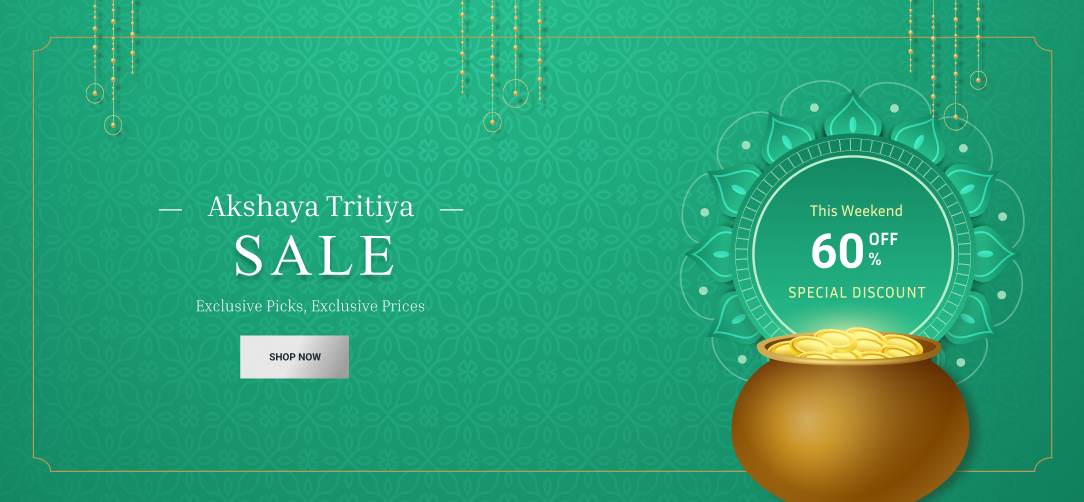 Akshaya Tritiya
SALE
Exclusive Picks, Exclusive Prices
SHOP NOW
This Weekend
60 OFF
%
SPECIAL DISCOUNT